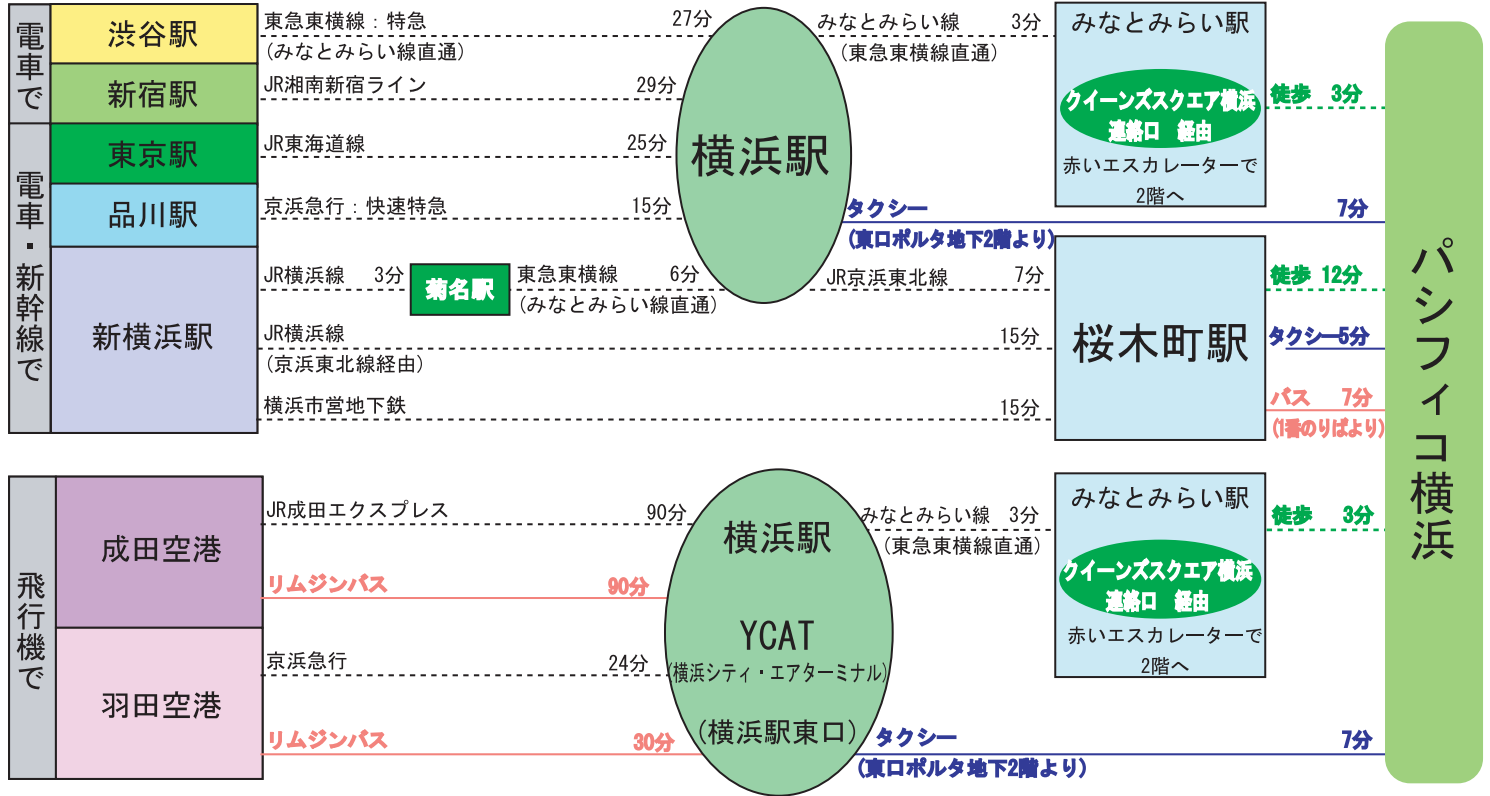 電車で
渋谷駅
東急東横線：特急 27分
(みなとみらい線直通)
新宿駅
JR湘南新宿ライン 29分
電車・新幹線で
東京駅
JR東海道線 25分
品川駅
京浜急行：快速特急 15分
新横浜駅
JR横浜線 3分
菊名駅
東急東横線 6分
(みなとみらい線直通)
JR横浜線 15分
(京浜東北線経由)
横浜市営地下鉄 15分
横浜駅
みなとみらい線 3分
(東急東横線直通)
タクシー 7分
(東口ポルタ地下2階より)
JR京浜東北線 7分
みなとみらい駅
クイーンズスクエア横浜
連絡口 経由
赤いエスカレーターで
2階へ
徒歩 3分
桜木町駅
徒歩 12分
タクシー5分
バス 7分
(1番のりばより)
パシフィコ横浜
飛行機で
成田空港
JR成田エクスプレス 90分
リムジンバス 90分
羽田空港
京浜急行 24分
リムジンバス 30分
横浜駅
YCAT
(横浜シティ・エアターミナル)
(横浜駅東口)
みなとみらい線 3分
(東急東横線直通)
みなとみらい駅
クイーンズスクエア横浜
連絡口 経由
赤いエスカレーターで
2階へ
徒歩 3分
タクシー 7分
(東口ポルタ地下2階より)